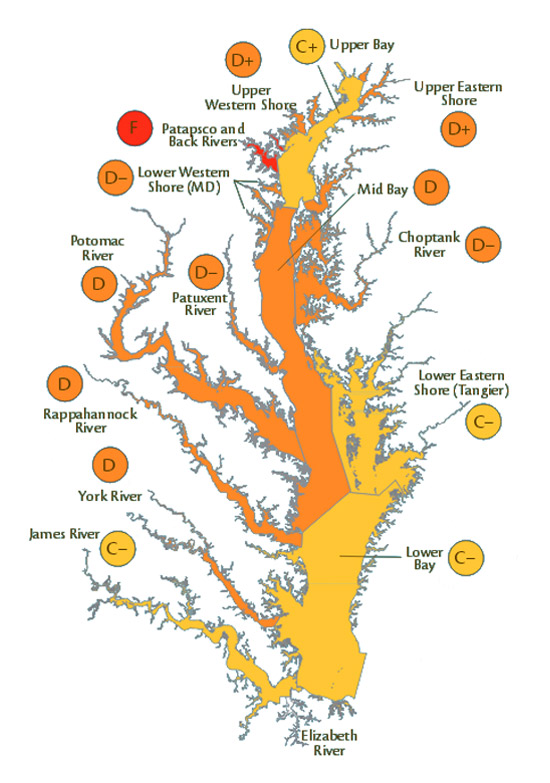 C+
Upper Bay
D+
Upper
Western Shore
Upper Eastern
Shore
D+
F
Patapsco and
Back Rivers
D–
Lower Western
Shore (MD)
Mid Bay
D
Choptank
River
D–
Potomac
River
D
D–
Patuxent
River
D
Rappahannock
River
Lower Eastern
Shore (Tangier)
C–
D
York River
James River
C–
Lower
Bay
C–
Elizabeth
River